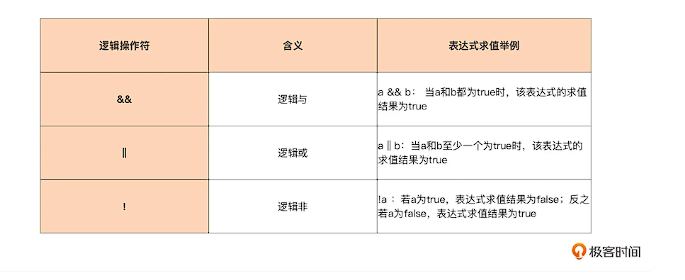 逻辑操作符 含义 表达式求值举例
&& 逻辑与 a && b： 当a和b都为true时，该表达式的求值
结果为true
‖ 逻辑或 a ‖ b：当a和b至少一个为true时，该表达式的
求值结果为true
! 逻辑非 !a ：若a为true，表达式求值结果为false；反之
若a为false，表达式求值结果为true
极客时间